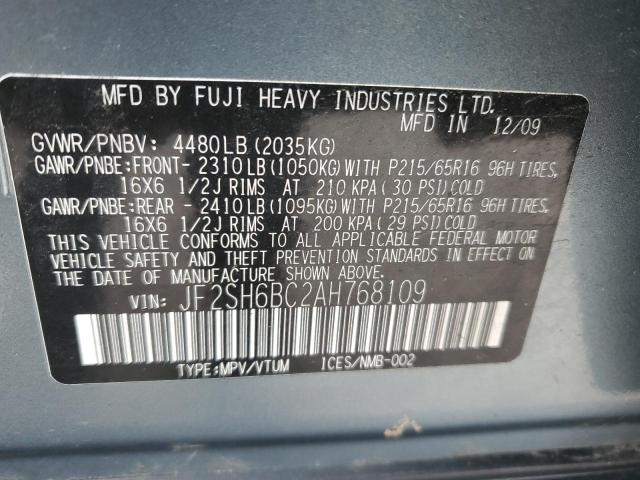 MFD BY FUJI HEAVY INDUSTRIES LTD.
MFD IN 12/09
GVWR/PNBV: 4480LB (2035KG)
GAWR/PNBE:FRONT- 2310LB (1050KG) WITH P215/65R16 96H TIRES,
16X6 1/2J RIMS AT 210 KPA (30 PSI) COLD
GAWR/PNBE:REAR - 2410LB (1095KG) WITH P215/65R16 96H TIRES,
16X6 1/2J RIMS AT 200 KPA (29 PSI) COLD
THIS VEHICLE CONFORMS TO ALL APPLICABLE FEDERAL MOTOR
VEHICLE SAFETY AND THEFT PREVENTION STANDARDS IN EFFECT ON
THE DATE OF MANUFACTURE SHOWN ABOVE.
VIN: JF2SH6BC2AH768109
TYPE:MPV/VTUM ICES/NMB-002